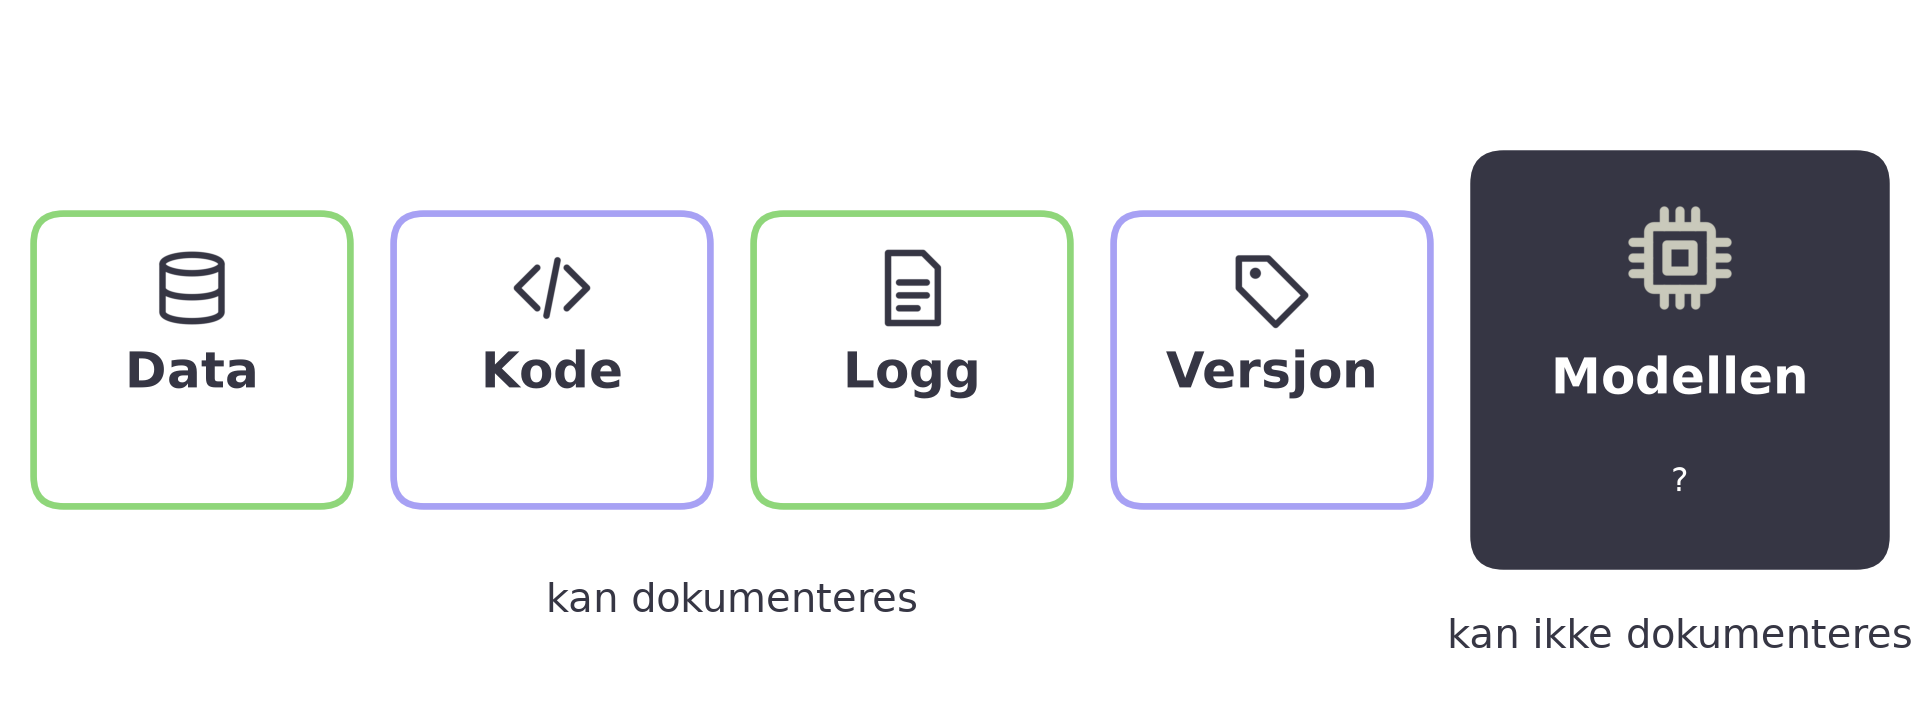 Data
Kode
Logg
Versjon
Modellen
?
kan dokumenteres
kan ikke dokumenteres